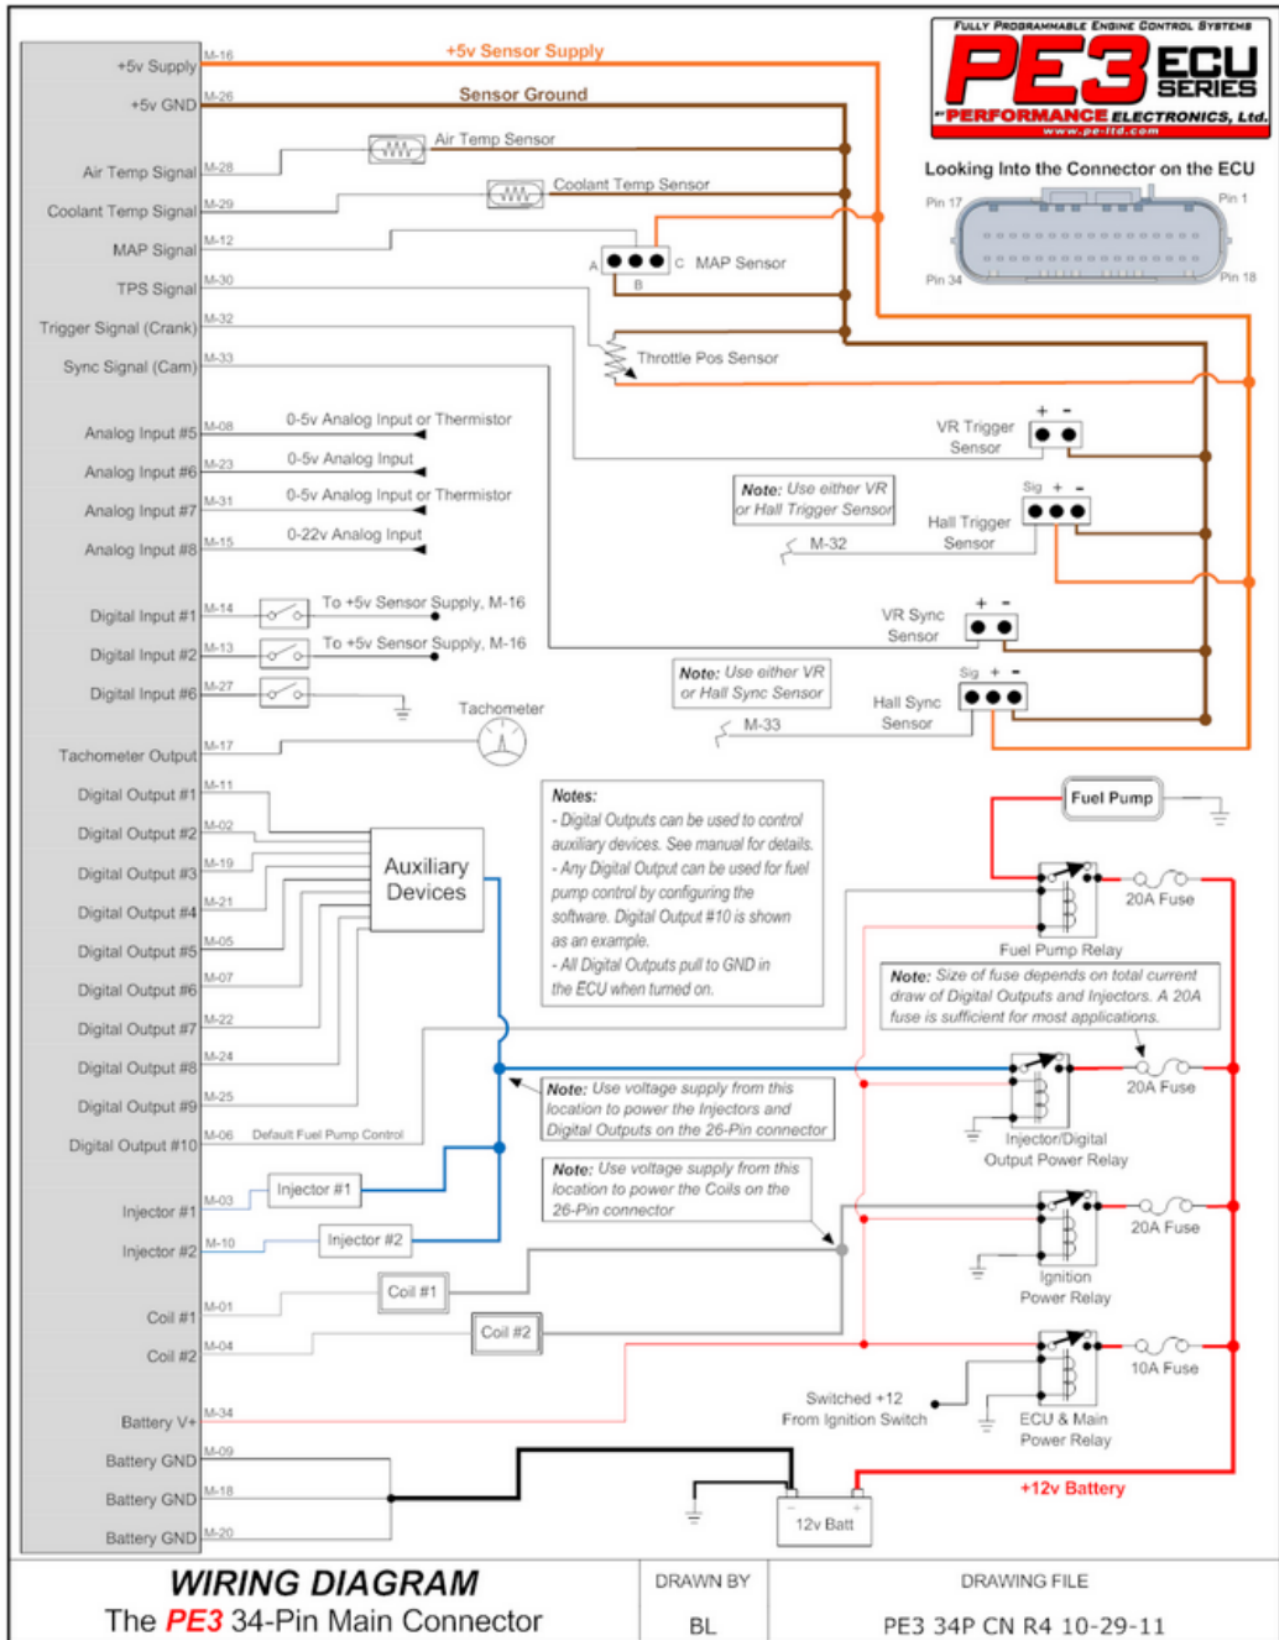 FULLY PROGRAMMABLE ENGINE CONTROL SYSTEMS
PE3 ECU SERIES
BY PERFORMANCE ELECTRONICS, Ltd.
www.pe-ltd.com
Looking Into the Connector on the ECU
Pin 17
Pin 1
Pin 34
Pin 18
+5v Supply
M-16
+5v Sensor Supply
+5v GND
M-26
Sensor Ground
Air Temp Signal
M-28
Air Temp Sensor
Coolant Temp Signal
M-29
Coolant Temp Sensor
MAP Signal
M-12
A
B
C
MAP Sensor
TPS Signal
M-30
Trigger Signal (Crank)
M-32
Throttle Pos Sensor
Sync Signal (Cam)
M-33
Analog Input #5
M-08
0-5v Analog Input or Thermistor
Analog Input #6
M-23
0-5v Analog Input
Analog Input #7
M-31
0-5v Analog Input or Thermistor
Analog Input #8
M-15
0-22v Analog Input
+ -
VR Trigger
Sensor
Note: Use either VR
or Hall Trigger Sensor
Sig + -
Hall Trigger
Sensor
M-32
Digital Input #1
M-14
To +5v Sensor Supply, M-16
Digital Input #2
M-13
To +5v Sensor Supply, M-16
Digital Input #6
M-27
+ -
VR Sync
Sensor
Note: Use either VR
or Hall Sync Sensor
Sig + -
Hall Sync
Sensor
M-33
Tachometer
Tachometer Output
M-17
Digital Output #1
M-11
Digital Output #2
M-02
Digital Output #3
M-19
Digital Output #4
M-21
Digital Output #5
M-05
Digital Output #6
M-07
Digital Output #7
M-22
Digital Output #8
M-24
Digital Output #9
M-25
Digital Output #10
M-06
Default Fuel Pump Control
Auxiliary
Devices
Notes:
- Digital Outputs can be used to control
auxiliary devices. See manual for details.
- Any Digital Output can be used for fuel
pump control by configuring the
software. Digital Output #10 is shown
as an example.
- All Digital Outputs pull to GND in
the ECU when turned on.
Fuel Pump
20A Fuse
Fuel Pump Relay
Note: Size of fuse depends on total current
draw of Digital Outputs and Injectors. A 20A
fuse is sufficient for most applications.
20A Fuse
Injector/Digital
Output Power Relay
Note: Use voltage supply from this
location to power the Injectors and
Digital Outputs on the 26-Pin connector
Note: Use voltage supply from this
location to power the Coils on the
26-Pin connector
20A Fuse
Ignition
Power Relay
Injector #1
M-03
Injector #1
Injector #2
M-10
Injector #2
Coil #1
M-01
Coil #1
Coil #2
M-04
Coil #2
10A Fuse
Switched +12
From Ignition Switch
ECU & Main
Power Relay
Battery V+
M-34
Battery GND
M-09
Battery GND
M-18
Battery GND
M-20
- +
12v Batt
+12v Battery
WIRING DIAGRAM
The PE3 34-Pin Main Connector
DRAWN BY
BL
DRAWING FILE
PE3 34P CN R4 10-29-11